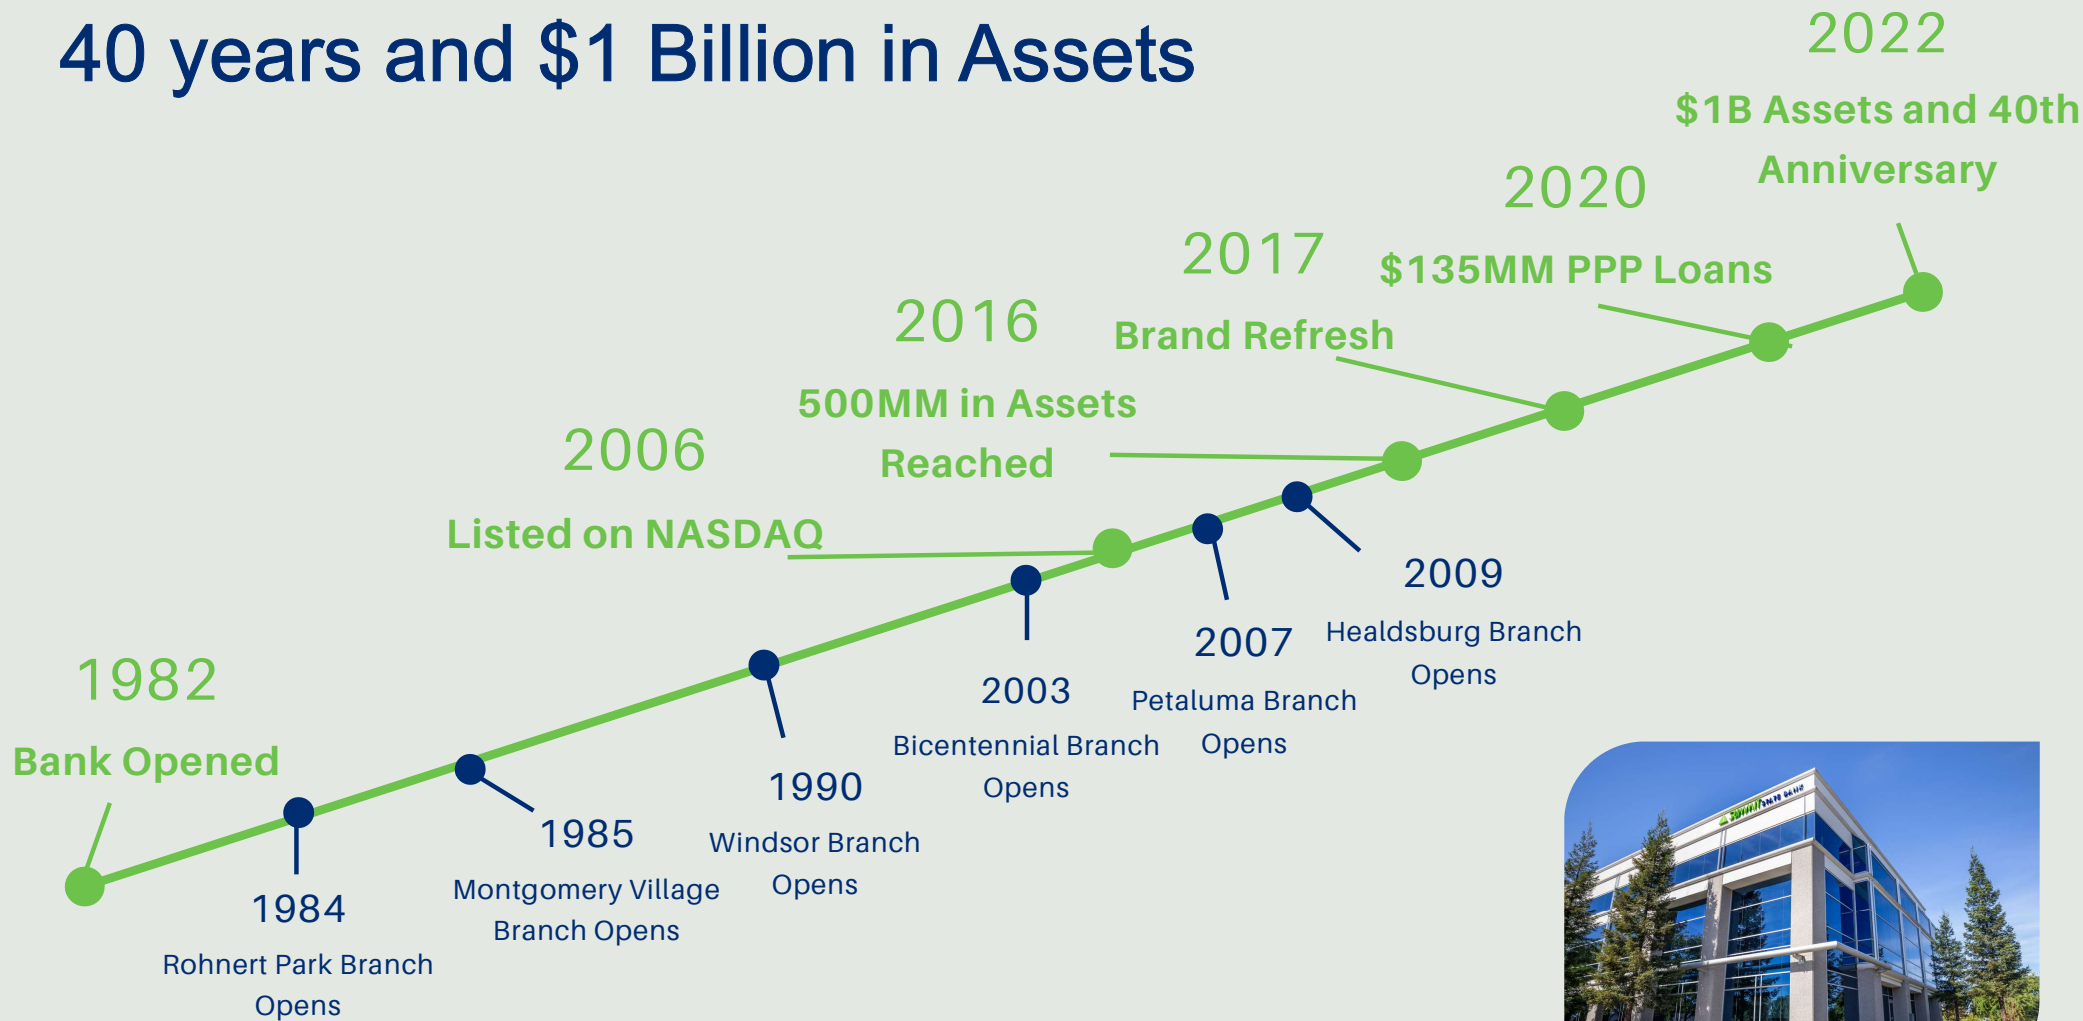 40 years and $1 Billion in Assets
2022
$1B Assets and 40th
Anniversary
2020
$135MM PPP Loans
2017
Brand Refresh
2016
500MM in Assets
Reached
2006
Listed on NASDAQ
1982
Bank Opened
1984
Rohnert Park Branch
Opens
1985
Montgomery Village
Branch Opens
1990
Windsor Branch
Opens
2003
Bicentennial Branch
Opens
2007
Petaluma Branch
Opens
2009
Healdsburg Branch
Opens
Summit STATE BANK